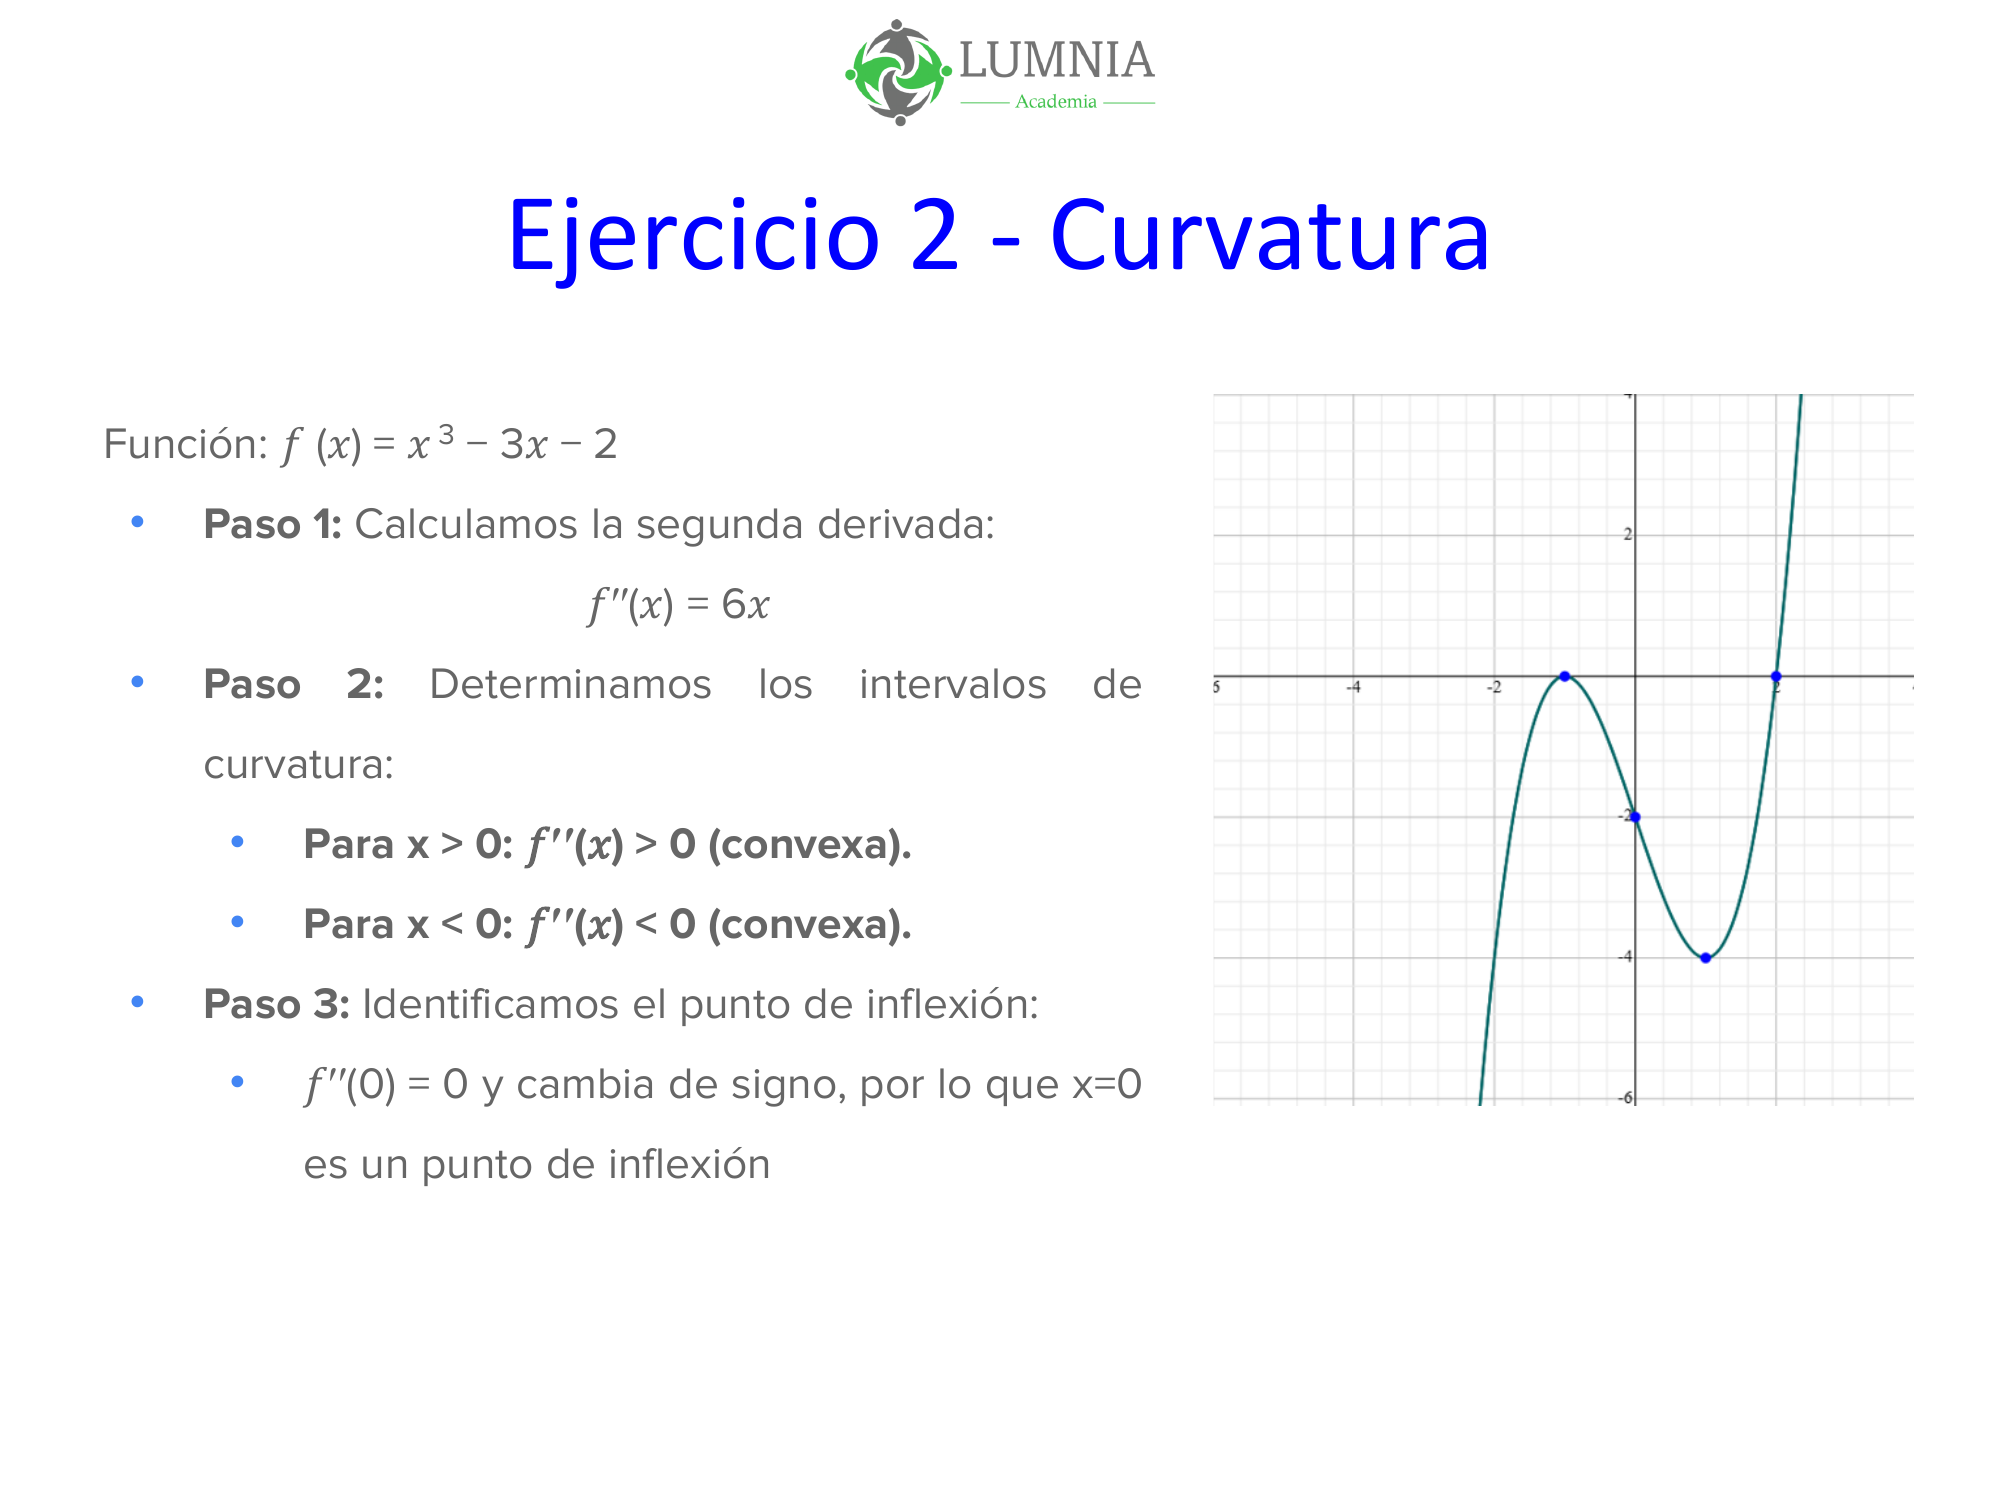 LUMNIA
Academia
Ejercicio 2 - Curvatura
Función: f (x) = x³ − 3x − 2
• Paso 1: Calculamos la segunda derivada:
f′′(x) = 6x
• Paso 2: Determinamos los intervalos de
curvatura:
• Para x > 0: f′′(x) > 0 (convexa).
• Para x < 0: f′′(x) < 0 (convexa).
• Paso 3: Identificamos el punto de inflexión:
• f′′(0) = 0 y cambia de signo, por lo que x=0
es un punto de inflexión
4
2
-4 -2 2
-2
-4
-6